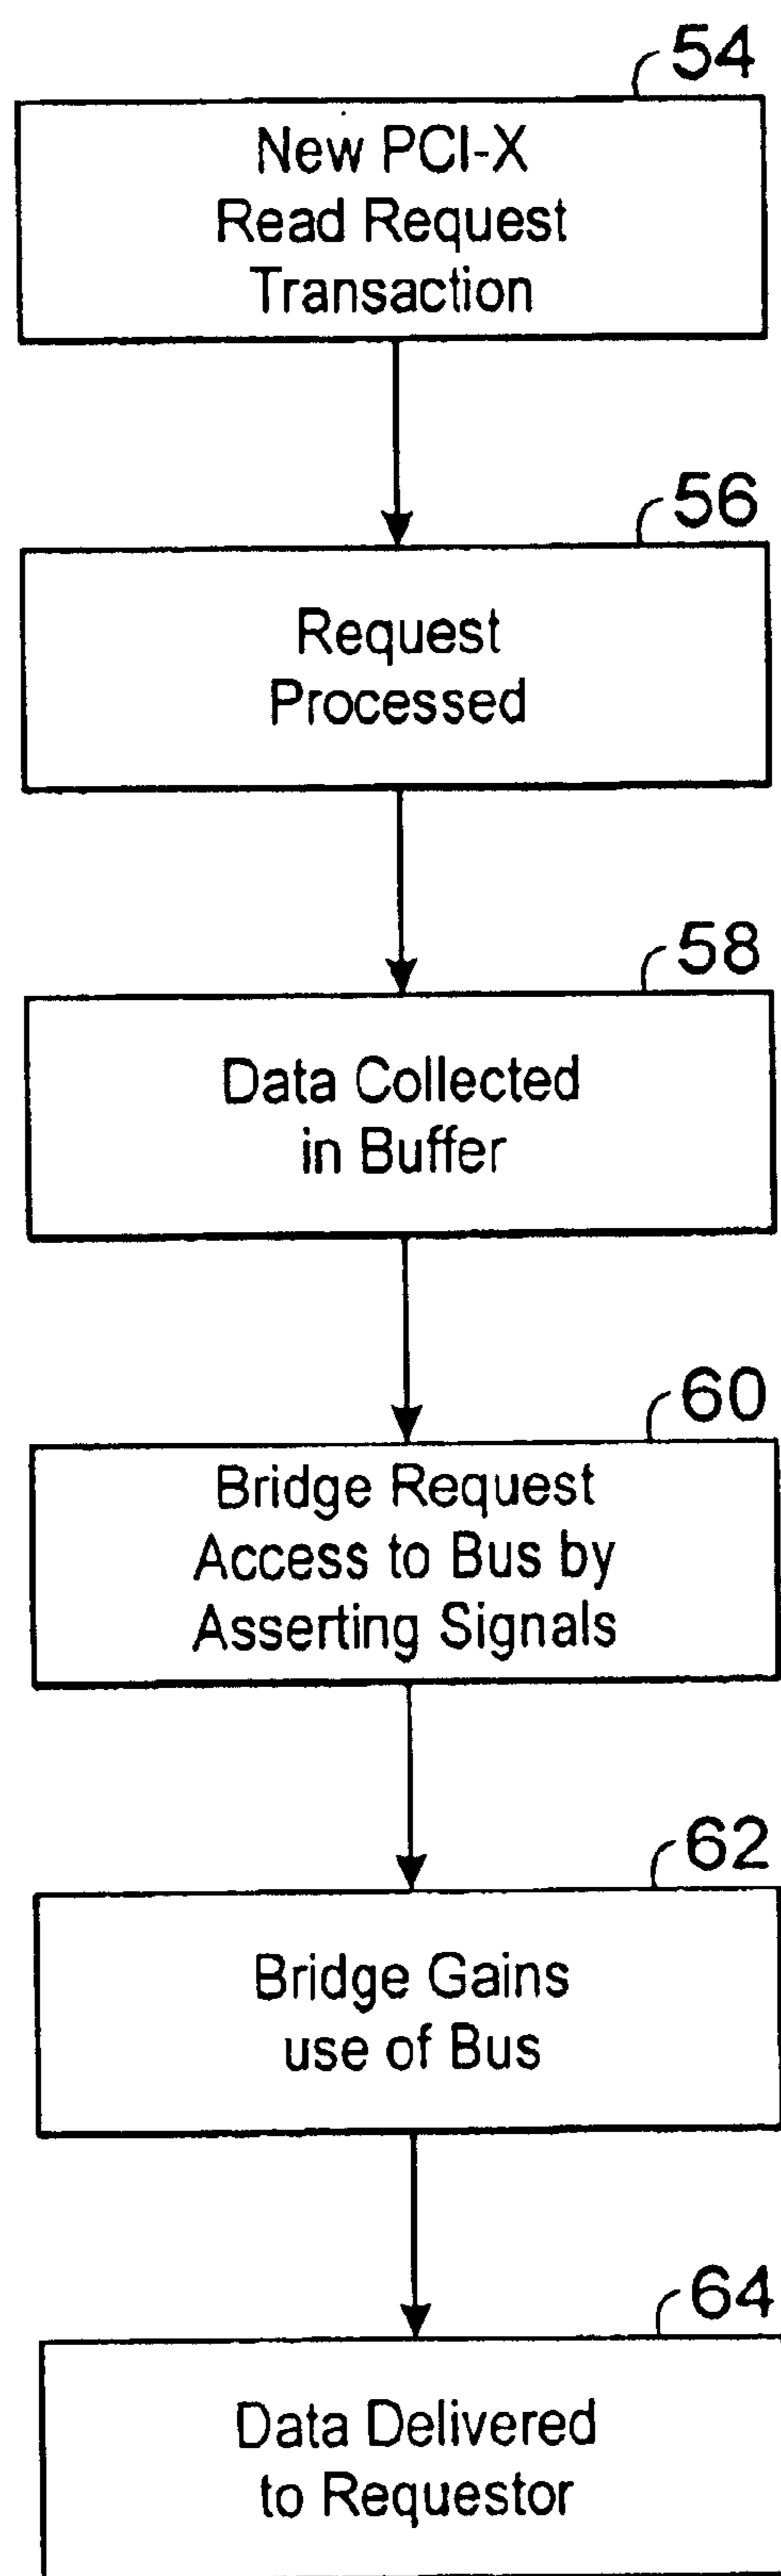 54
New PCI-X
Read Request
Transaction
56
Request
Processed
58
Data Collected
in Buffer
60
Bridge Request
Access to Bus by
Asserting Signals
62
Bridge Gains
use of Bus
64
Data Delivered
to Requestor